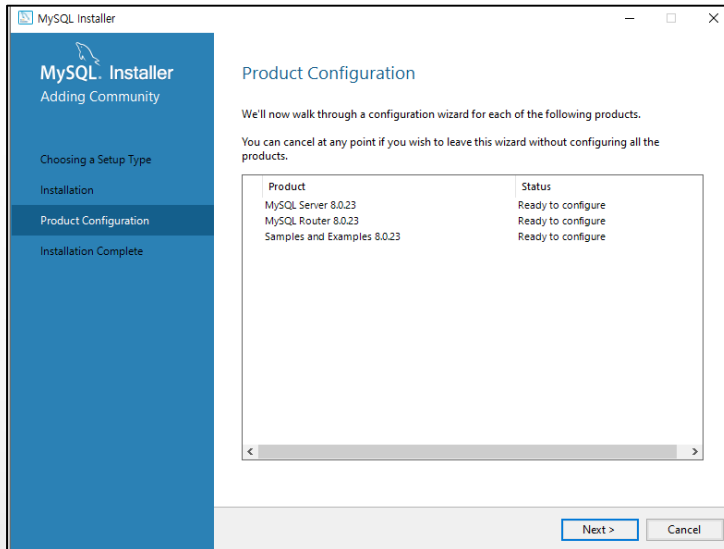 MySQL Installer
MySQL. Installer
Adding Community
Choosing a Setup Type
Installation
Product Configuration
Installation Complete
Product Configuration
We'll now walk through a configuration wizard for each of the following products.
You can cancel at any point if you wish to leave this wizard without configuring all the
products.
Product Status
MySQL Server 8.0.23 Ready to configure
MySQL Router 8.0.23 Ready to configure
Samples and Examples 8.0.23 Ready to configure
Next > Cancel